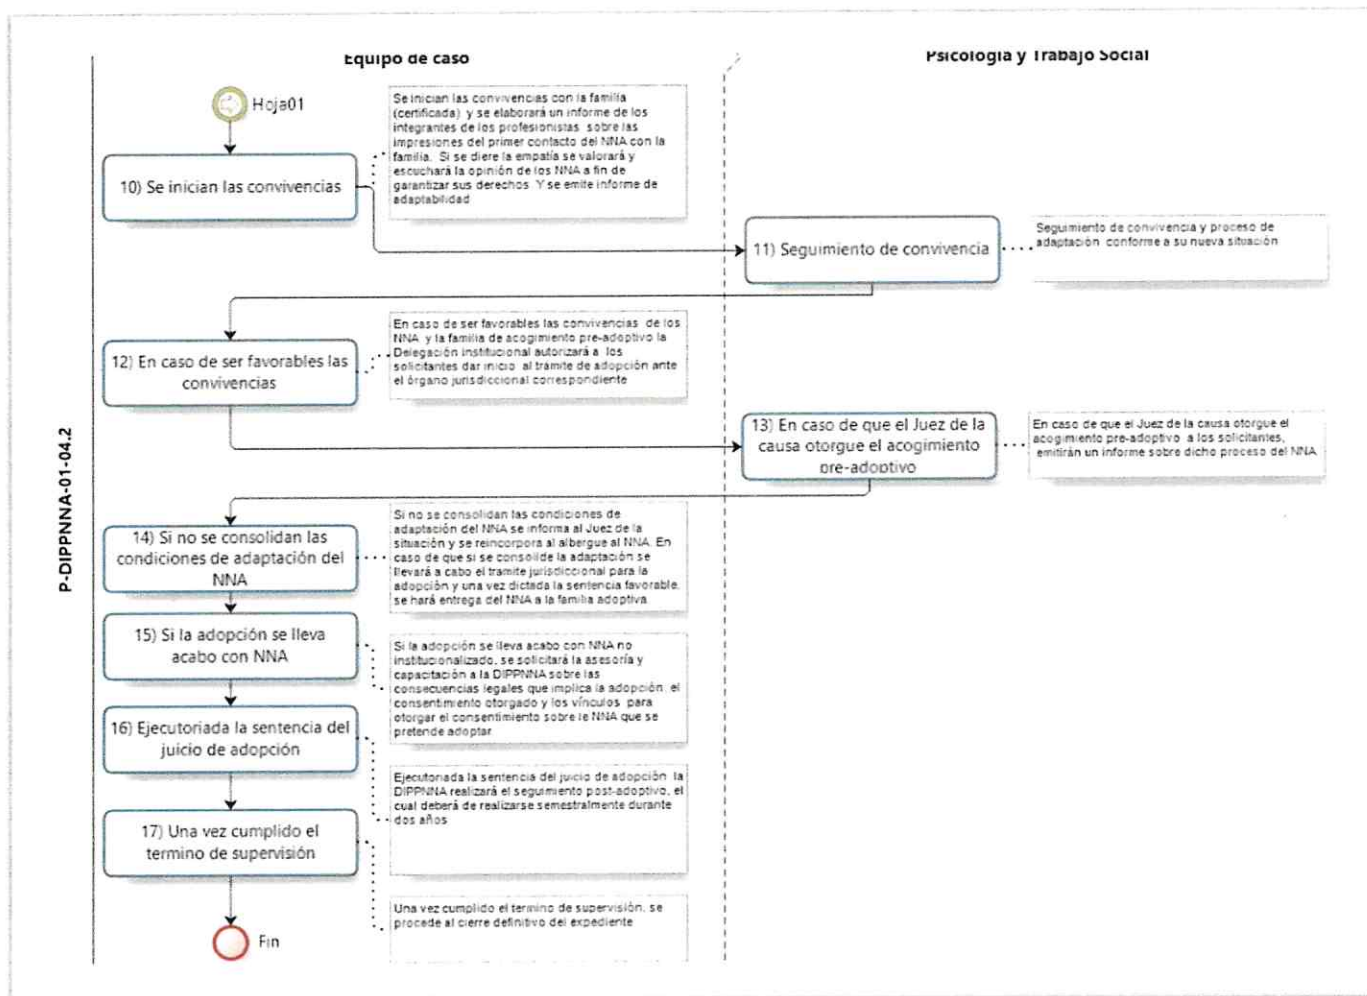 Equipo de caso
Psicología y Trabajo Social
P-DIPPNNA-01-04.2
Hoja01
10) Se inician las convivencias
Se inician las convivencias con la familia
(certificada) y se elaborará un informe de los
integrantes de los profesionistas sobre las
impresiones del primer contacto del NNA con la
familia. Si se diere la empatía se valorará y
escuchará la opinión de los NNA a fin de
garantizar sus derechos. Y se emite informe de
adaptabilidad
11) Seguimiento de convivencia
Seguimiento de convivencia y proceso de
adaptación conforme a su nueva situación
12) En caso de ser favorables las
convivencias
En caso de ser favorables las convivencias de los
NNA y la familia de acogimiento pre-adoptivo la
Delegación institucional autorizará a los
solicitantes dar inicio al trámite de adopción ante
el órgano jurisdiccional correspondiente
13) En caso de que el Juez de la
causa otorgue el acogimiento
pre-adoptivo
En caso de que el Juez de la causa otorgue el
acogimiento pre-adoptivo a los solicitantes,
emitirán un informe sobre dicho proceso del NNA
14) Si no se consolidan las
condiciones de adaptación del
NNA
Si no se consolidan las condiciones de
adaptación del NNA se informa al Juez de la
situación y se reincorpora al albergue al NNA. En
caso de que si se consolide la adaptación se
llevará a cabo el tramite jurisdiccional para la
adopción y una vez dictada la sentencia favorable,
se hará entrega del NNA a la familia adoptiva.
15) Si la adopción se lleva
acabo con NNA
Si la adopción se lleva acabo con NNA no
institucionalizado, se solicitará la asesoría y
capacitación a la DIPPNNA sobre las
consecuencias legales que implica la adopción, el
consentimiento otorgado y los vínculos para
otorgar el consentimiento sobre le NNA que se
pretende adoptar
16) Ejecutoriada la sentencia del
juicio de adopción
Ejecutoriada la sentencia del juicio de adopción la
DIPPNNA realizará el seguimiento post-adoptivo, el
cual deberá de realizarse semestralmente durante
dos años
17) Una vez cumplido el
termino de supervisión
Una vez cumplido el termino de supervisión, se
procede al cierre definitivo del expediente
Fin